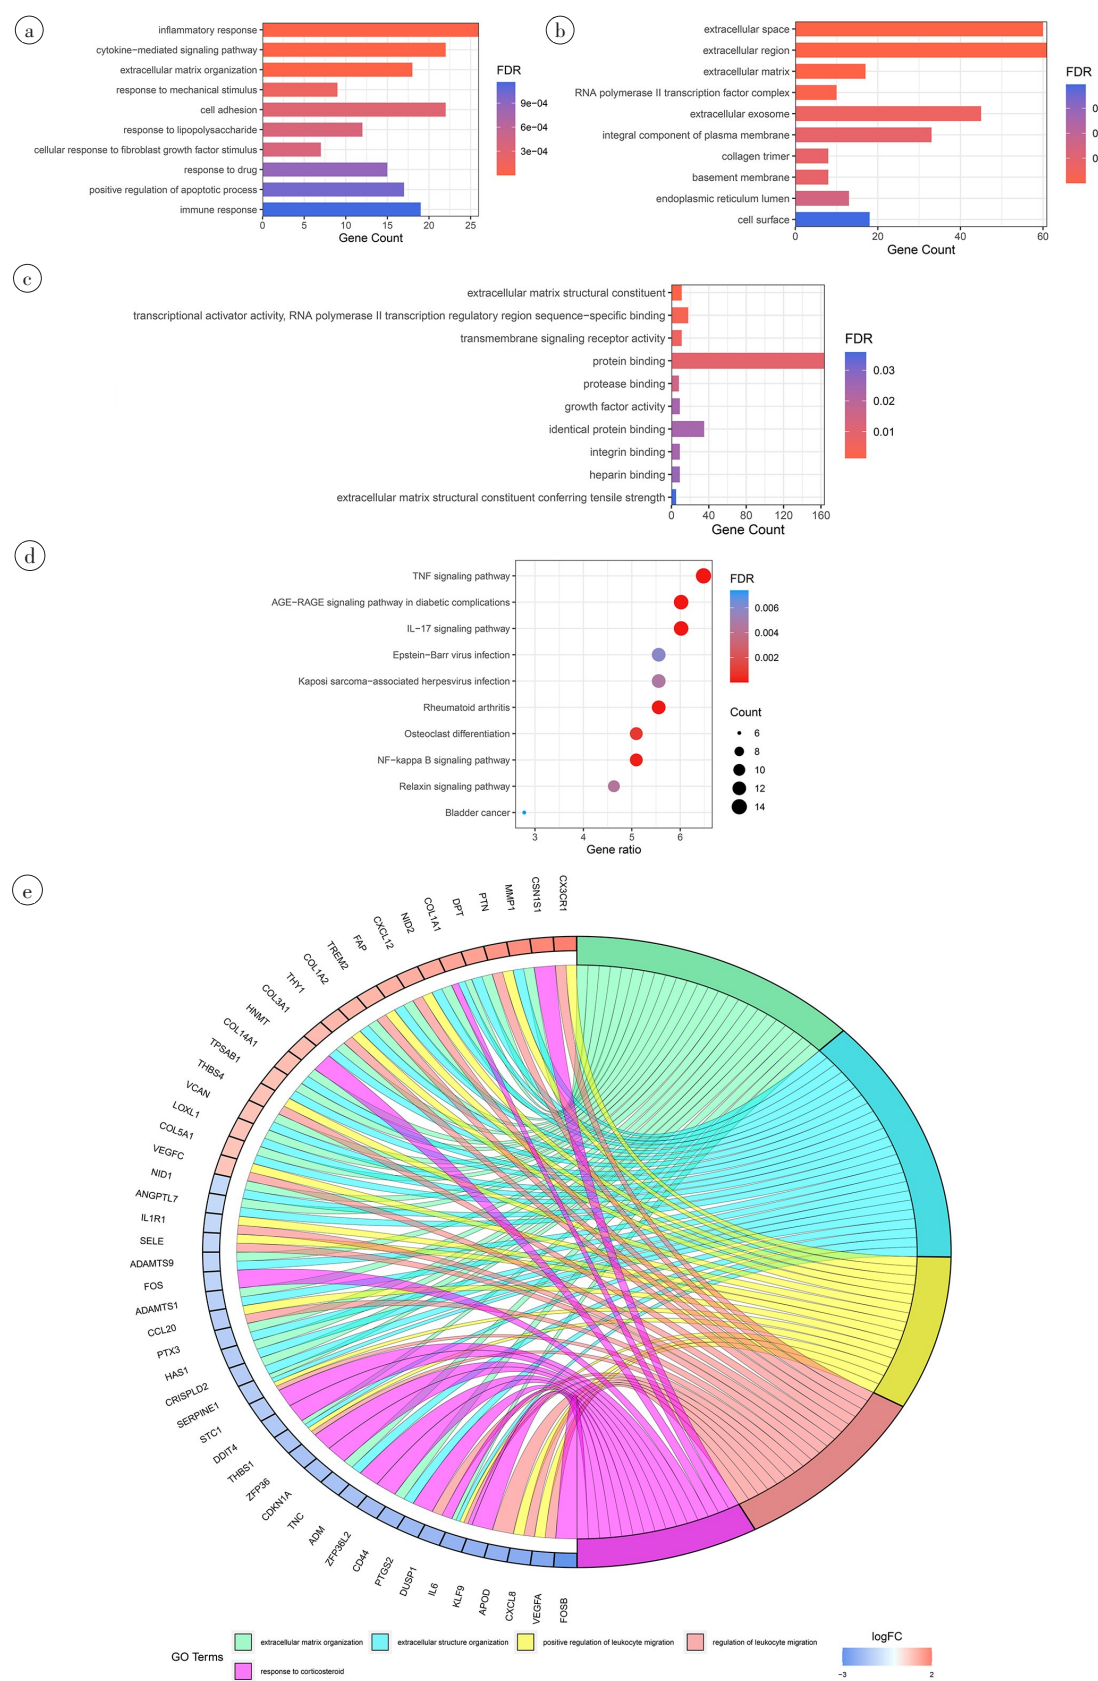 a
inflammatory response
cytokine−mediated signaling pathway
extracellular matrix organization
response to mechanical stimulus
cell adhesion
response to lipopolysaccharide
cellular response to fibroblast growth factor stimulus
response to drug
positive regulation of apoptotic process
immune response
0 5 10 15 20 25
Gene Count
FDR
9e−04
6e−04
3e−04
b
extracellular space
extracellular region
extracellular matrix
RNA polymerase II transcription factor complex
extracellular exosome
integral component of plasma membrane
collagen trimer
basement membrane
endoplasmic reticulum lumen
cell surface
0 20 40 60
Gene Count
FDR
0
0
0
c
extracellular matrix structural constituent
transcriptional activator activity, RNA polymerase II transcription regulatory region sequence−specific binding
transmembrane signaling receptor activity
protein binding
protease binding
growth factor activity
identical protein binding
integrin binding
heparin binding
extracellular matrix structural constituent conferring tensile strength
0 40 80 120 160
Gene Count
FDR
0.03
0.02
0.01
d
TNF signaling pathway
AGE−RAGE signaling pathway in diabetic complications
IL−17 signaling pathway
Epstein−Barr virus infection
Kaposi sarcoma−associated herpesvirus infection
Rheumatoid arthritis
Osteoclast differentiation
NF−kappa B signaling pathway
Relaxin signaling pathway
Bladder cancer
3 4 5 6
Gene ratio
FDR
0.006
0.004
0.002
Count
6
8
10
12
14
e
CX3CR1
CSN1S1
MMP1
PTN
DPT
COL1A1
NID2
CXCL12
FAP
TREM2
COL1A2
THY1
COL3A1
HNMT
COL14A1
TPSAB1
THBS4
VCAN
LOXL1
COL5A1
VEGFC
NID1
ANGPTL7
IL1R1
SELE
ADAMTS9
FOS
ADAMTS1
CCL20
PTX3
HAS1
CRISPLD2
SERPINE1
STC1
DDIT4
THBS1
ZFP36
CDKN1A
TNC
ADM
ZFP36L2
CD44
PTGS2
DUSP1
IL6
KLF9
APOD
CXCL8
VEGFA
FOSB
GO Terms
extracellular matrix organization
extracellular structure organization
positive regulation of leukocyte migration
regulation of leukocyte migration
response to corticosteroid
logFC
−3 2